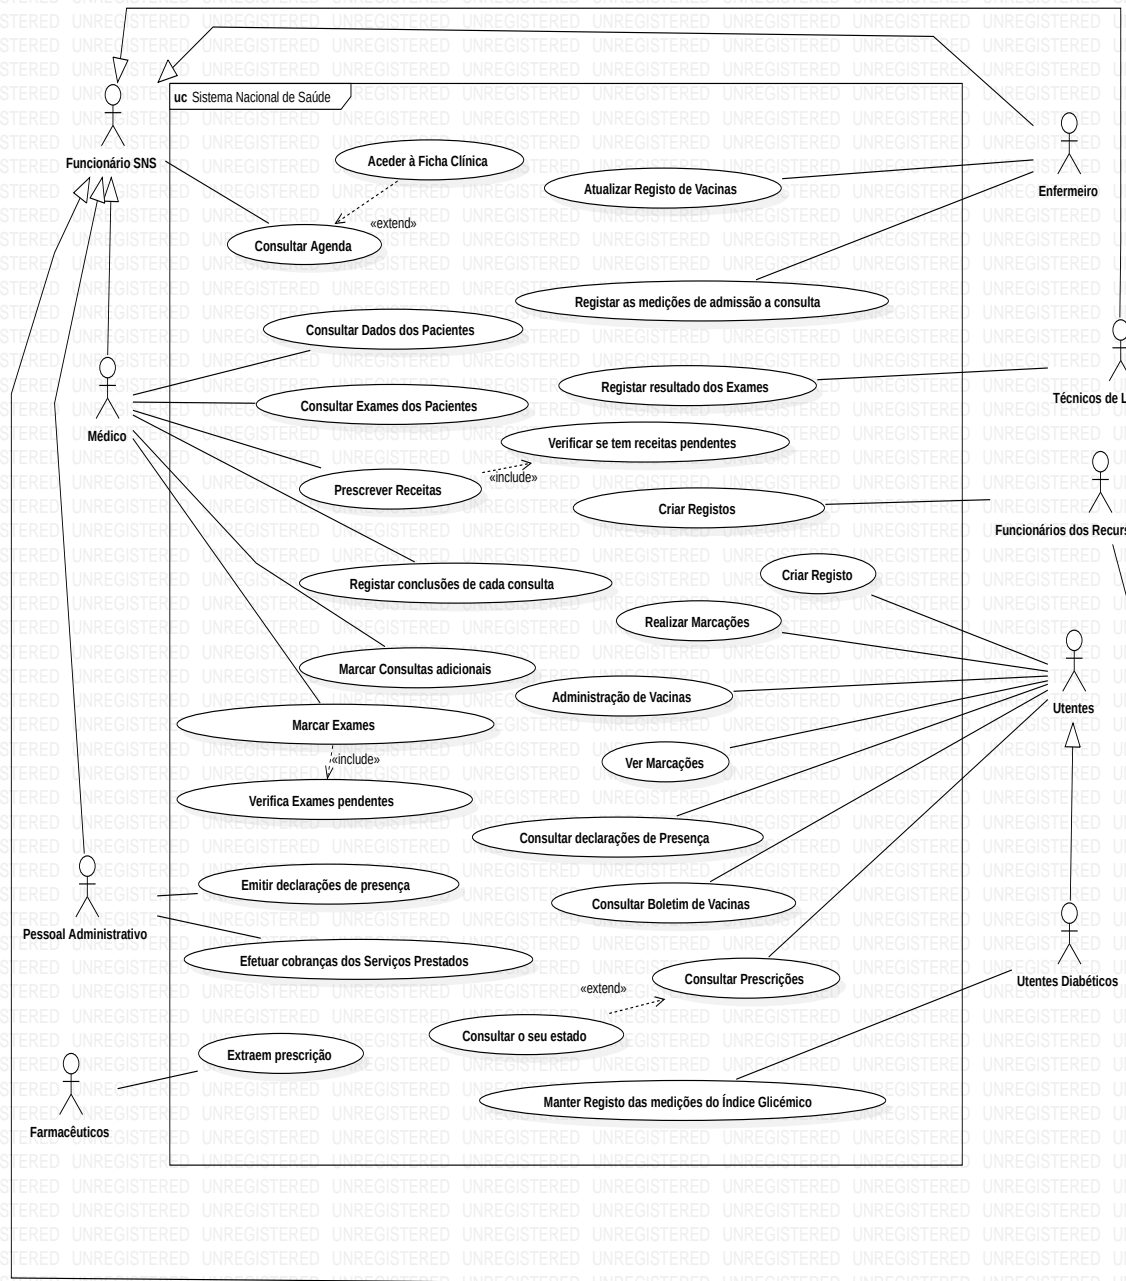 uc Sistema Nacional de Saúde
Funcionário SNS
Aceder à Ficha Clínica
Atualizar Registo de Vacinas
Enfermeiro
«extend»
Consultar Agenda
Registar as medições de admissão a consulta
Consultar Dados dos Pacientes
Registar resultado dos Exames
Técnicos de L
Consultar Exames dos Pacientes
Médico
Verificar se tem receitas pendentes
«include»
Prescrever Receitas
Criar Registos
Funcionários dos Recurs
Criar Registo
Registar conclusões de cada consulta
Realizar Marcações
Marcar Consultas adicionais
Administração de Vacinas
Utentes
Marcar Exames
«include»
Ver Marcações
Verifica Exames pendentes
Consultar declarações de Presença
Emitir declarações de presença
Consultar Boletim de Vacinas
Pessoal Administrativo
Efetuar cobranças dos Serviços Prestados
Consultar Prescrições
Utentes Diabéticos
«extend»
Consultar o seu estado
Extraem prescrição
Manter Registo das medições do Índice Glicémico
Farmacêuticos